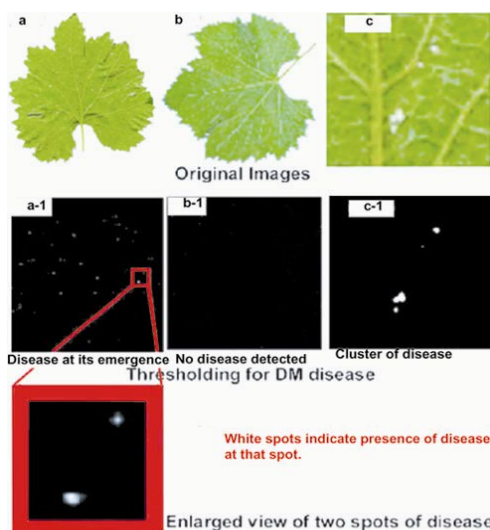 a
b
c
Original Images
a-1
b-1
c-1
Disease at its emergence
No disease detected
Cluster of disease
Thresholding for DM disease
White spots indicate presence of disease
at that spot.
Enlarged view of two spots of disease